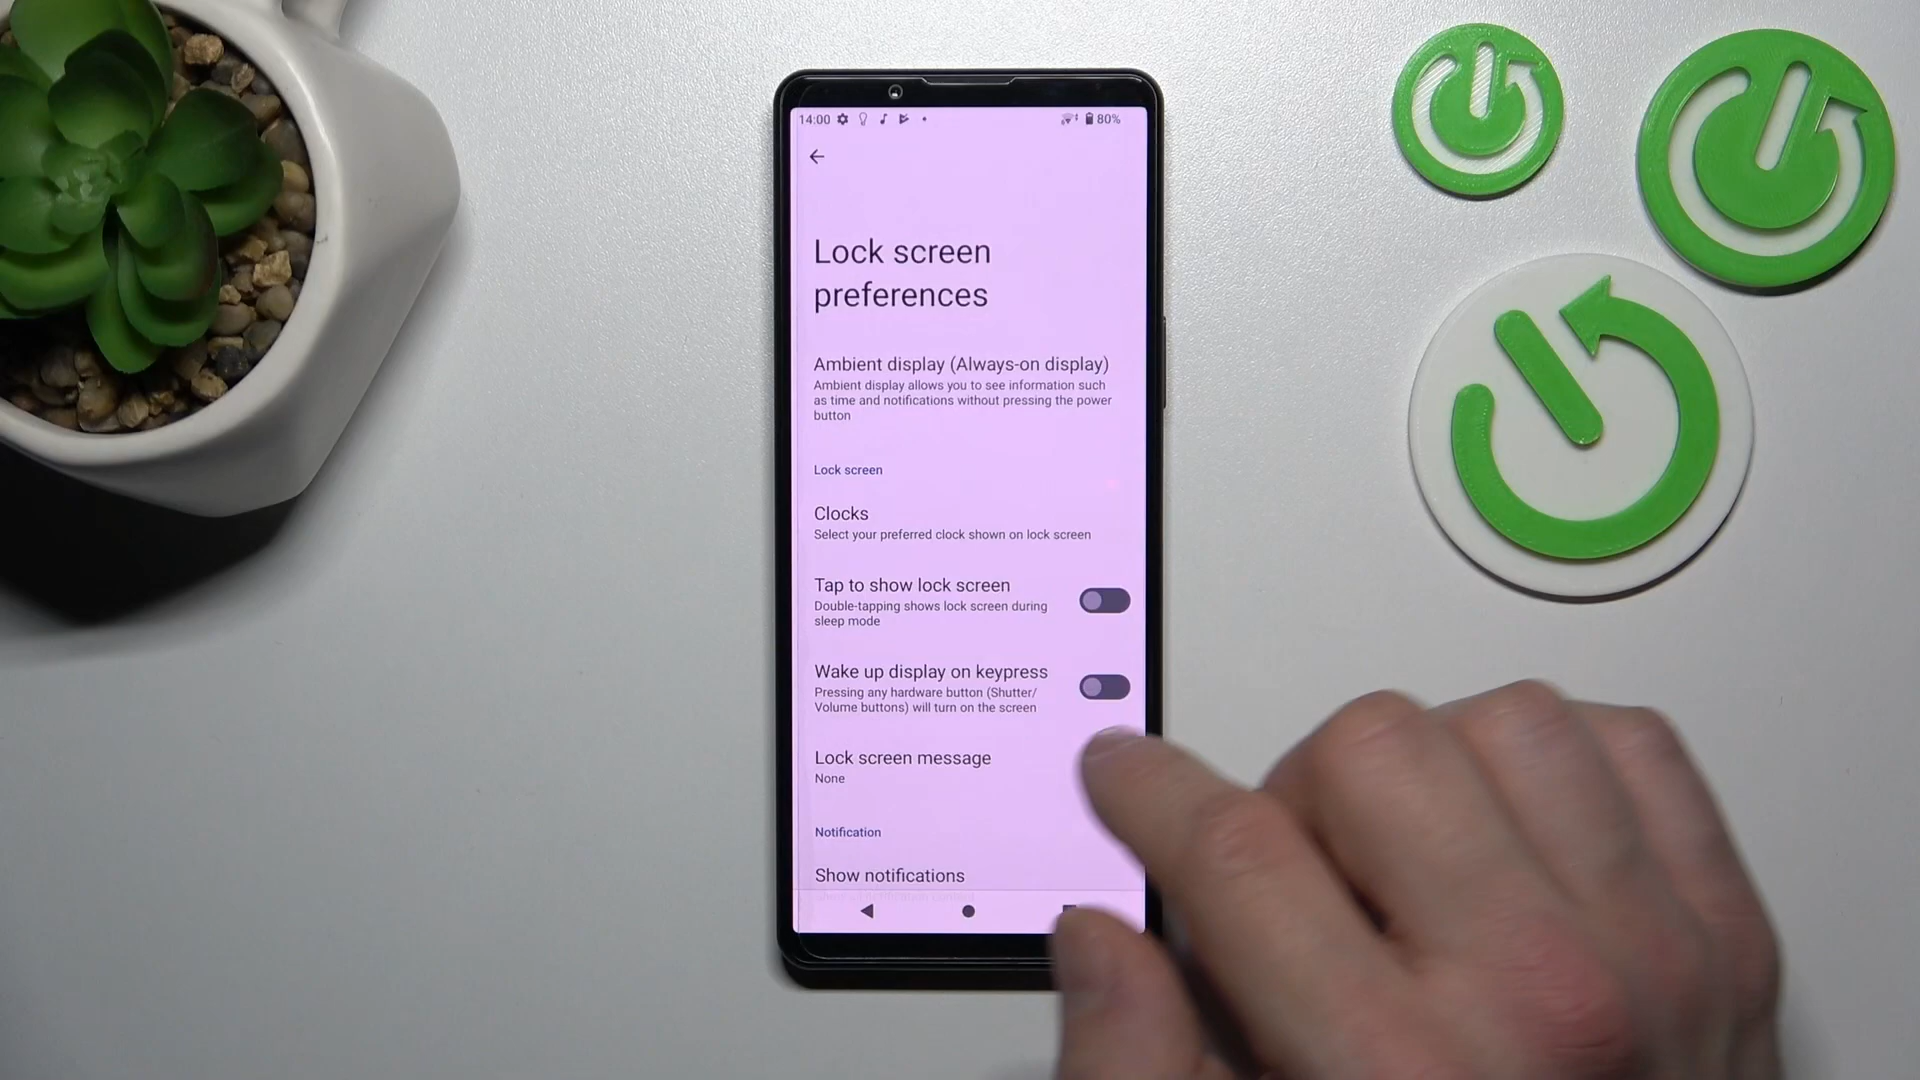 14:00 80%
Lock screen
preferences
Ambient display (Always-on display)
Ambient display allows you to see information such
as time and notifications without pressing the power
button
Lock screen
Clocks
Select your preferred clock shown on lock screen
Tap to show lock screen
Double-tapping shows lock screen during
sleep mode
Wake up display on keypress
Pressing any hardware button (Shutter/
Volume buttons) will turn on the screen
Lock screen message
None
Notification
Show notifications